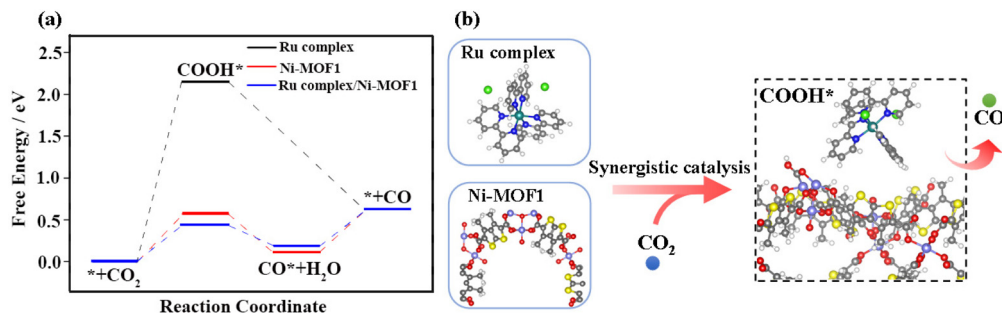 (a)
Free Energy / eV
2.5
2.0
1.5
1.0
0.5
0.0
COOH*
Ru complex
Ni-MOF1
Ru complex/Ni-MOF1
*+CO
*+CO₂
CO*+H₂O
Reaction Coordinate
(b)
Ru complex
Ni-MOF1
Synergistic catalysis
CO₂
COOH*
CO